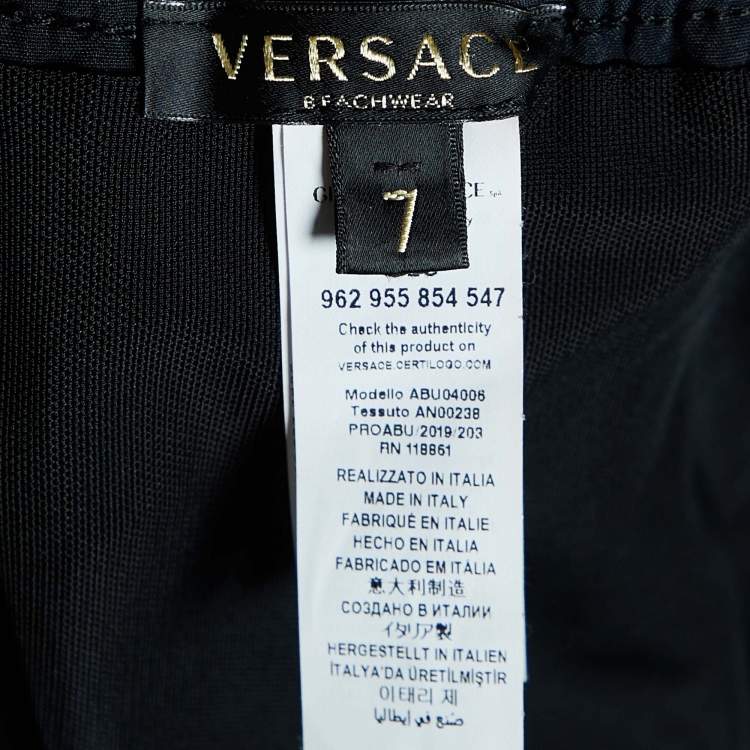 VERSACE
BEACHWEAR
7
962 955 854 547
Check the authenticity
of this product on
VERSACE.CERTILOGO.COM
Modello ABU04006
Tessuto AN00238
PROABU/2019/203
RN 118861
REALIZZATO IN ITALIA
MADE IN ITALY
FABRIQUÉ EN ITALIE
HECHO EN ITALIA
FABRICADO EM ITÁLIA
意大利制造
СОЗДАНО В ИТАЛИИ
イタリア製
HERGESTELLT IN ITALIEN
İTALYA'DA ÜRETİLMİŞTİR
이태리 제
صنع في إيطاليا